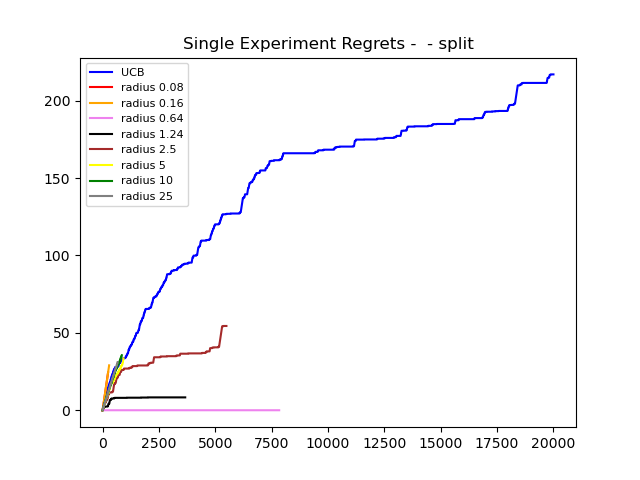 Single Experiment Regrets -  - split
UCB
radius 0.08
radius 0.16
radius 0.64
radius 1.24
radius 2.5
radius 5
radius 10
radius 25
200
150
100
50
0
0 2500 5000 7500 10000 12500 15000 17500 20000